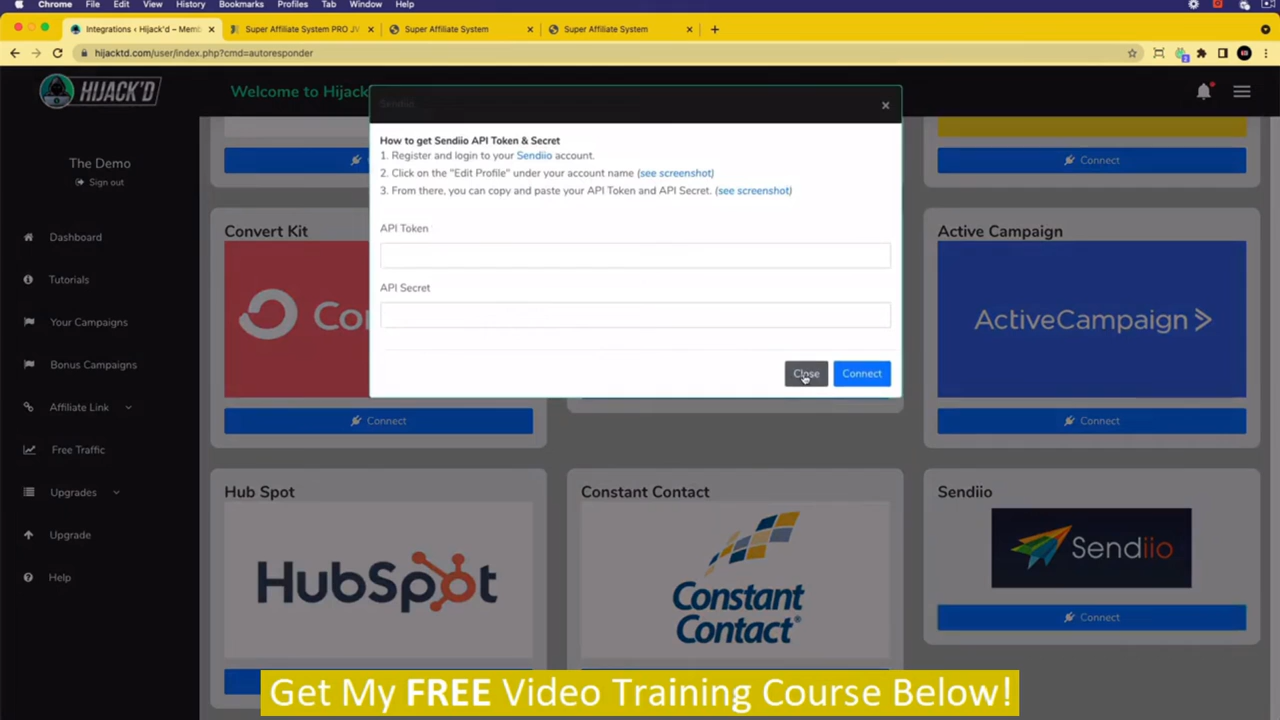 Chrome File Edit View History Bookmarks Profiles Tab Window Help
Integrations ‹ Hijack'd – Memb
Super Affiliate System PRO JV
Super Affiliate System
Super Affiliate System
hijacktd.com/user/index.php?cmd=autoresponder
HIJACK'D
Welcome to Hijack
Sendiio
How to get Sendiio API Token & Secret
1. Register and login to your Sendiio account.
2. Click on the "Edit Profile" under your account name (see screenshot)
3. From there, you can copy and paste your API Token and API Secret. (see screenshot)
API Token
API Secret
Close
Connect
The Demo
Sign out
Dashboard
Tutorials
Your Campaigns
Bonus Campaigns
Affiliate Link
Free Traffic
Upgrades
Upgrade
Help
Connect
Convert Kit
Co
Connect
Active Campaign
ActiveCampaign
Connect
Hub Spot
HubSpot
Constant Contact
Constant
Contact
Sendiio
Sendiio
Connect
Get My FREE Video Training Course Below!